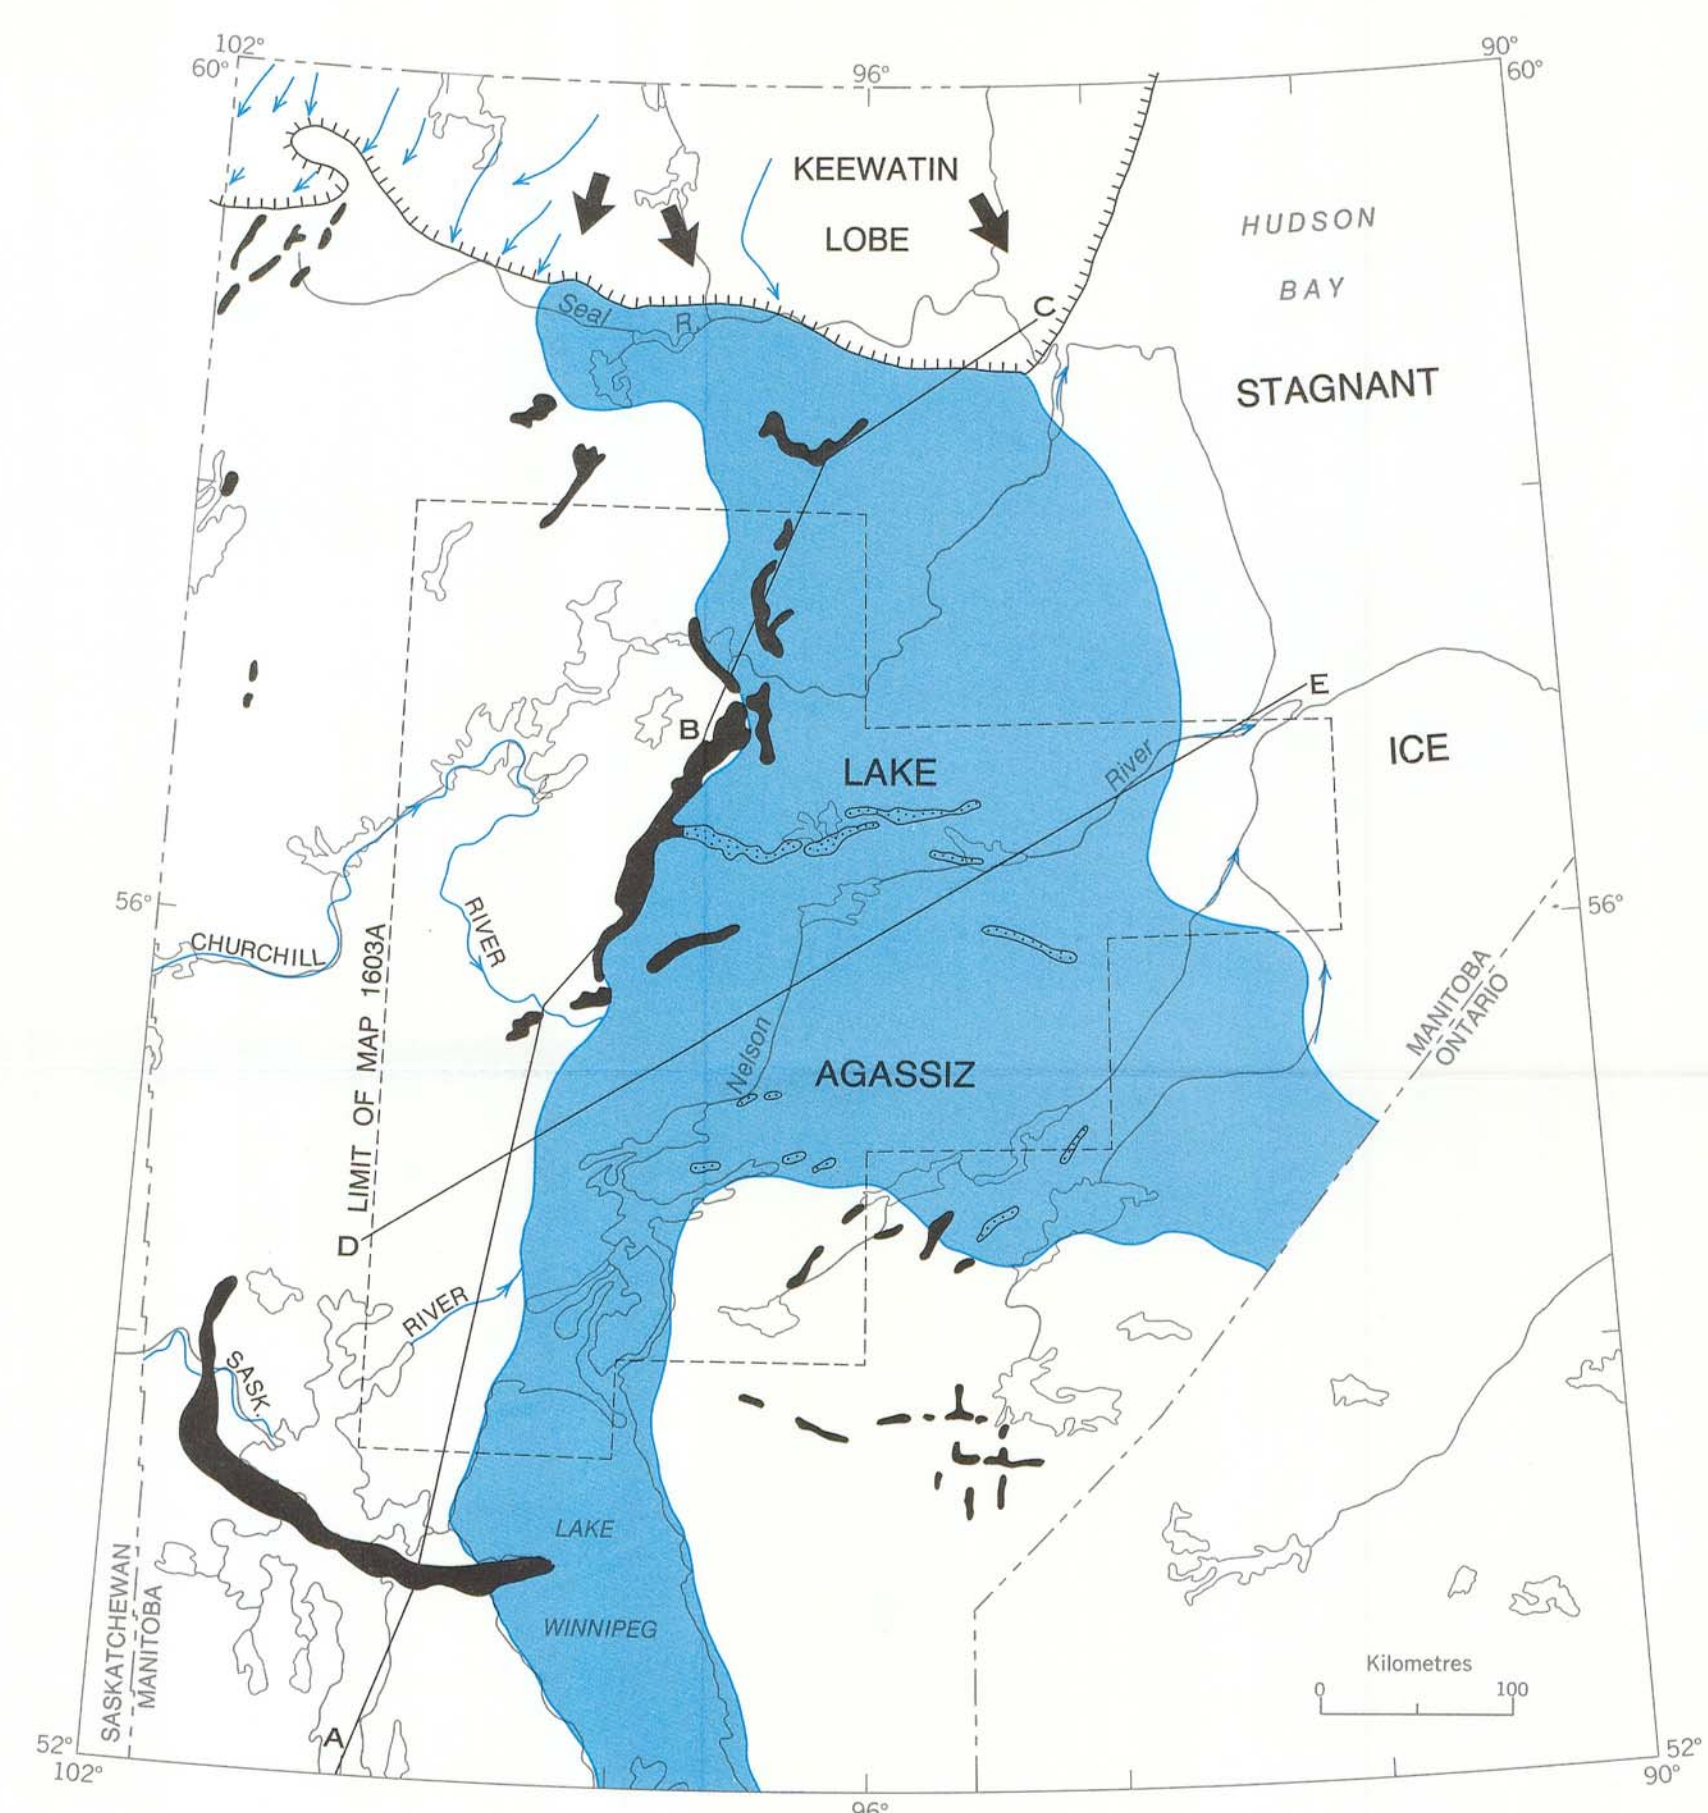 102°
60°
96°
90°
60°
KEEWATIN
LOBE
HUDSON
BAY
STAGNANT
ICE
Seal
R.
C
B
E
LAKE
River
56°
56°
CHURCHILL
RIVER
LIMIT OF MAP 1603A
Nelson
AGASSIZ
MANITOBA
ONTARIO
D
RIVER
SASK.
LAKE
WINNIPEG
SASKATCHEWAN
MANITOBA
A
Kilometres
0 100
52°
102°
96°
52°
90°